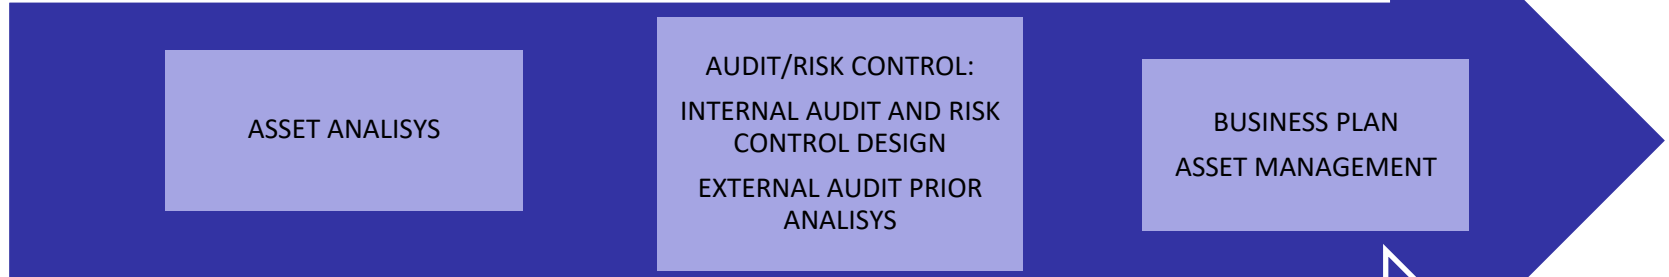 ASSET ANALISYS
AUDIT/RISK CONTROL:
INTERNAL AUDIT AND RISK
CONTROL DESIGN
EXTERNAL AUDIT PRIOR
ANALISYS
BUSINESS PLAN
ASSET MANAGEMENT